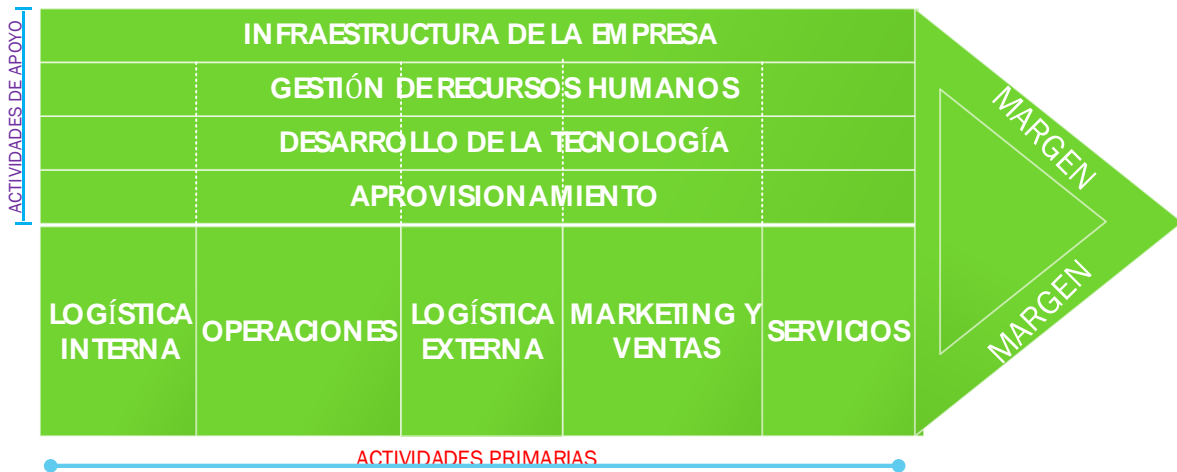 ACTIVIDADES DE APOYO
INFRAESTRUCTURA DE LA EMPRESA
GESTIÓN DE RECURSOS HUMANOS
DESARROLLO DE LA TECNOLOGÍA
APROVISIONAMIENTO
LOGÍSTICA
INTERNA
OPERACIONES
LOGÍSTICA
EXTERNA
MARKETING Y
VENTAS
SERVICIOS
MARGEN
MARGEN
ACTIVIDADES PRIMARIAS